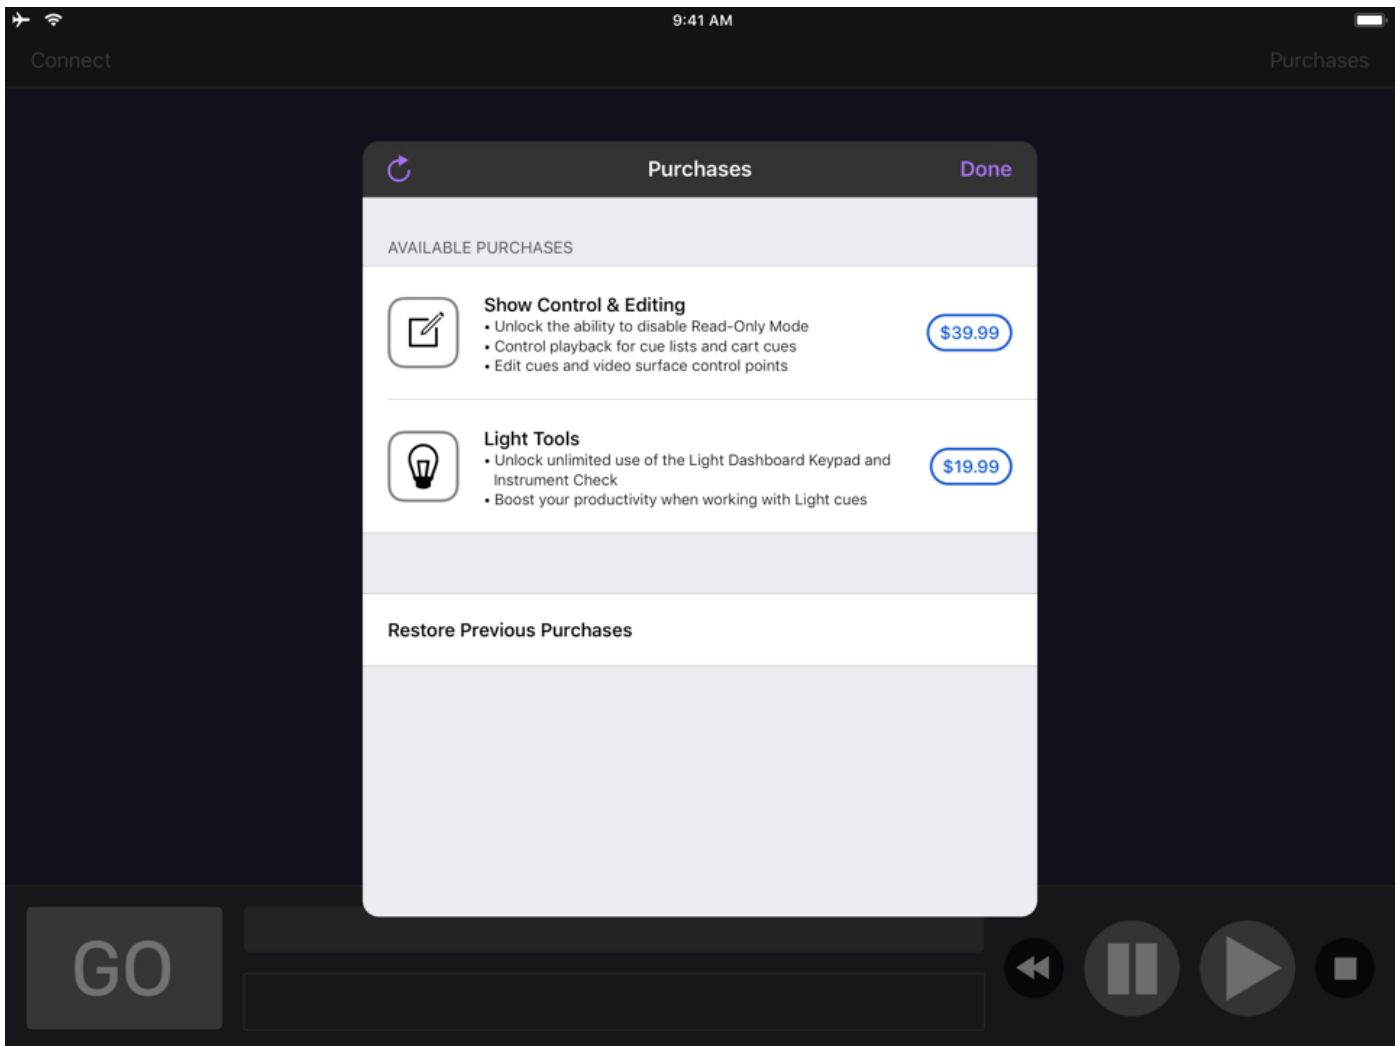 9:41 AM
Connect
Purchases
Purchases
Done
AVAILABLE PURCHASES
Show Control & Editing
• Unlock the ability to disable Read-Only Mode
• Control playback for cue lists and cart cues
• Edit cues and video surface control points
$39.99
Light Tools
• Unlock unlimited use of the Light Dashboard Keypad and
Instrument Check
• Boost your productivity when working with Light cues
$19.99
Restore Previous Purchases
GO